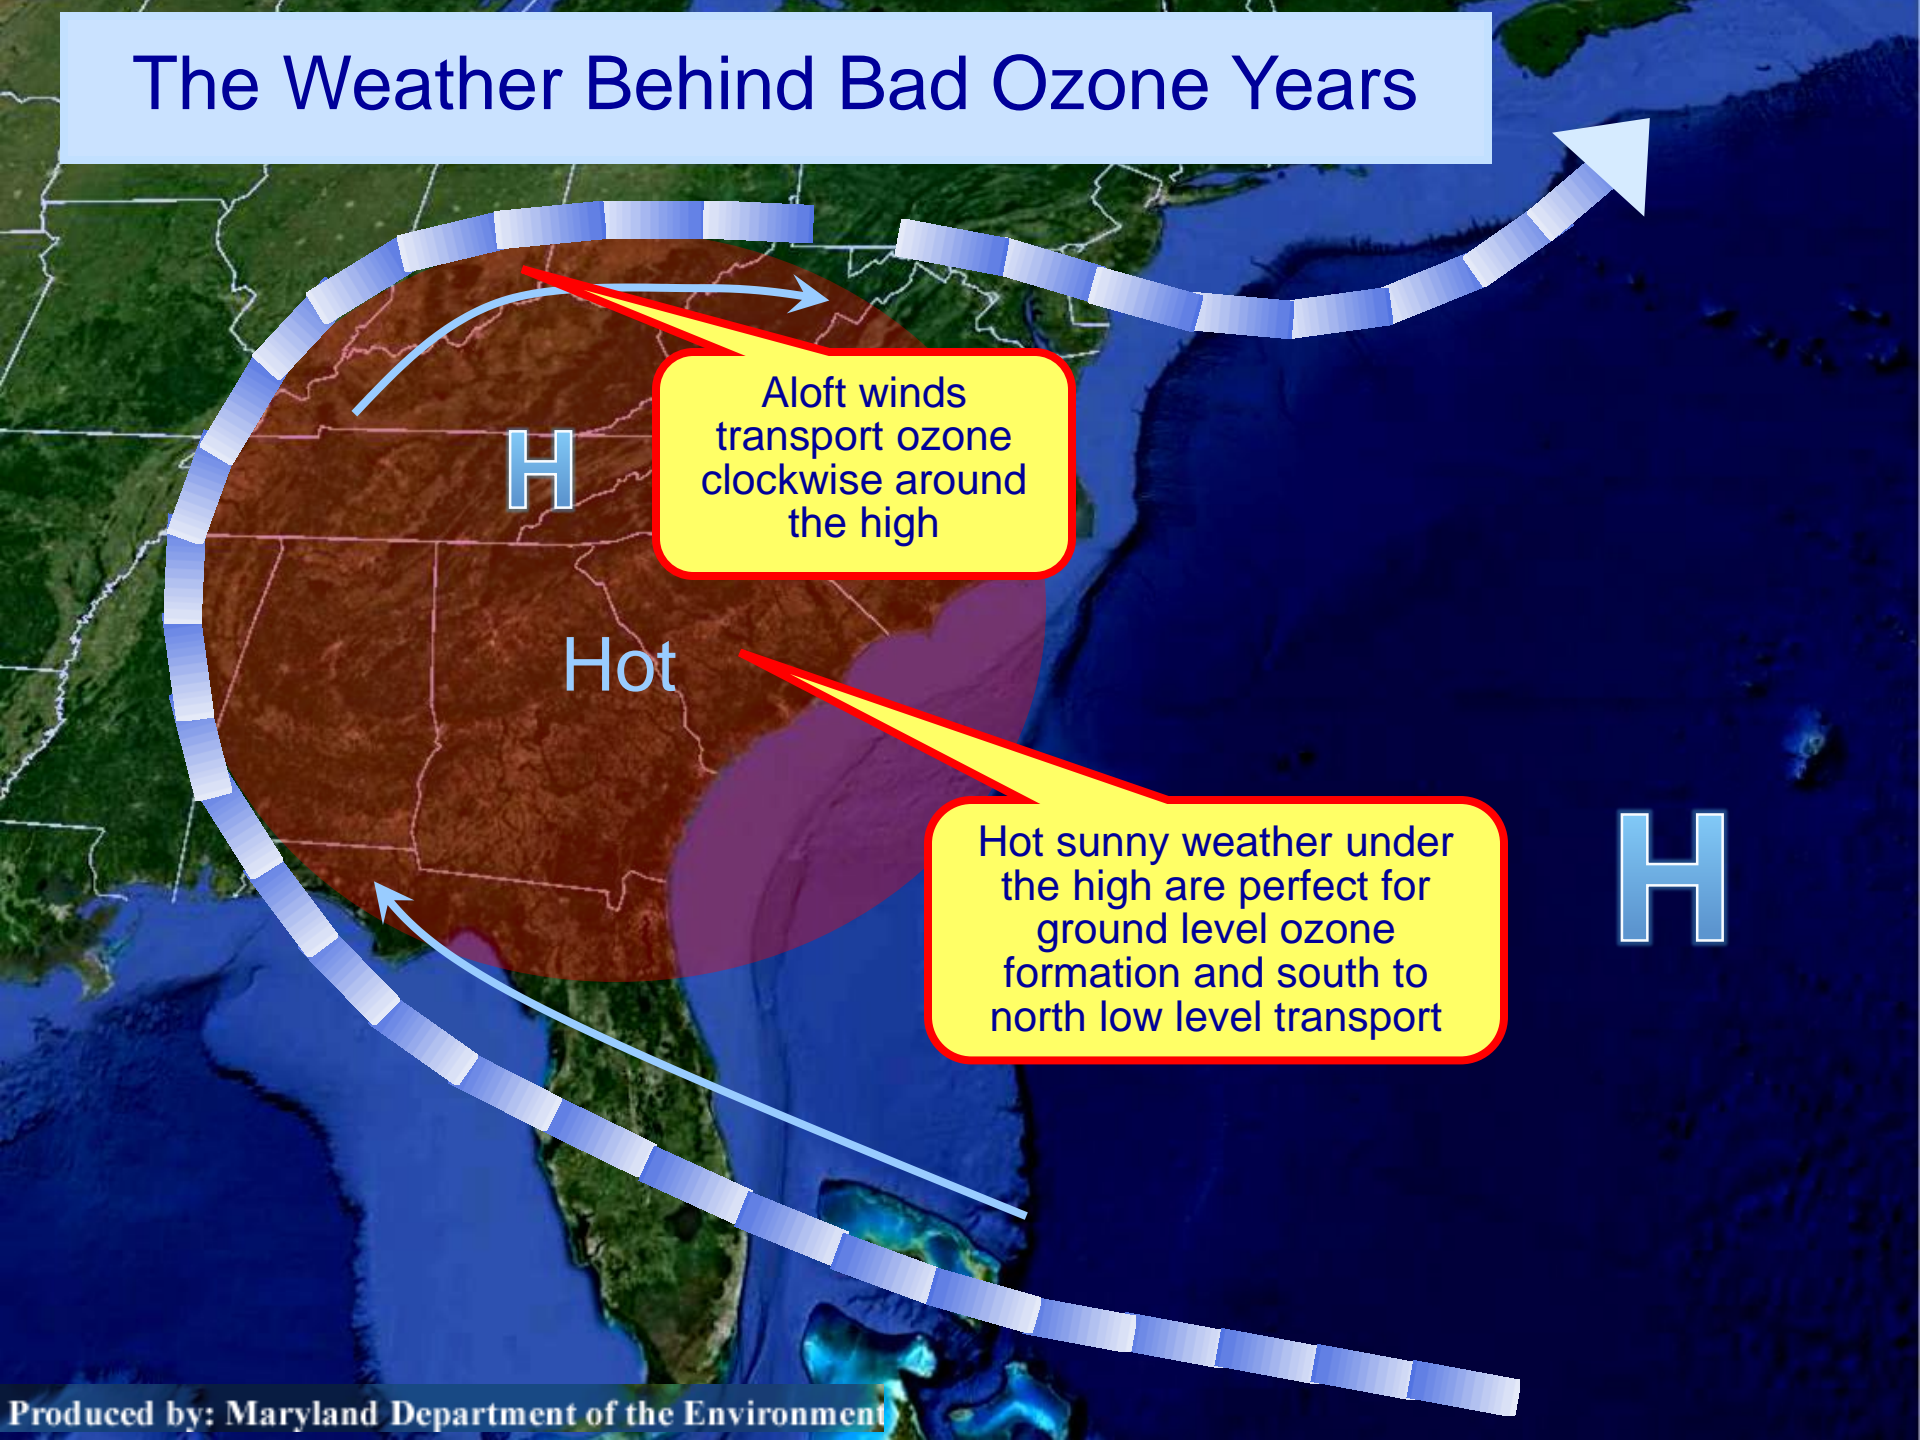 The Weather Behind Bad Ozone Years
Aloft winds
transport ozone
clockwise around
the high
H
Hot
Hot sunny weather under
the high are perfect for
ground level ozone
formation and south to
north low level transport
H
Produced by: Maryland Department of the Environment